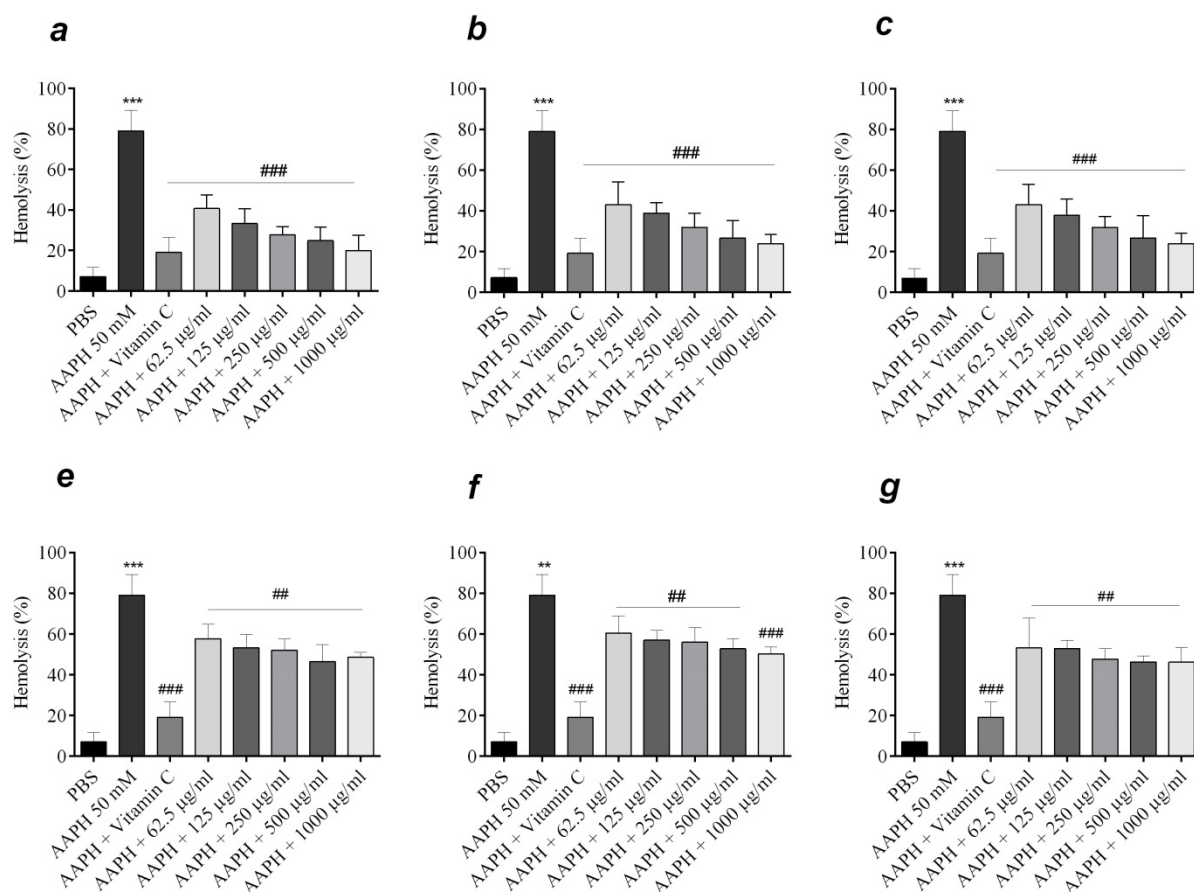 a
Hemolysis (%)
100
80
60
40
20
0
***
###
PBS
AAPH 50 mM
AAPH + Vitamin C
AAPH + 62.5 µg/ml
AAPH + 125 µg/ml
AAPH + 250 µg/ml
AAPH + 500 µg/ml
AAPH + 1000 µg/ml
b
Hemolysis (%)
100
80
60
40
20
0
***
###
PBS
AAPH 50 mM
AAPH + Vitamin C
AAPH + 62.5 µg/ml
AAPH + 125 µg/ml
AAPH + 250 µg/ml
AAPH + 500 µg/ml
AAPH + 1000 µg/ml
c
Hemolysis (%)
100
80
60
40
20
0
***
###
PBS
AAPH 50 mM
AAPH + Vitamin C
AAPH + 62.5 µg/ml
AAPH + 125 µg/ml
AAPH + 250 µg/ml
AAPH + 500 µg/ml
AAPH + 1000 µg/ml
e
Hemolysis (%)
100
80
60
40
20
0
***
###
##
PBS
AAPH 50 mM
AAPH + Vitamin C
AAPH + 62.5 µg/ml
AAPH + 125 µg/ml
AAPH + 250 µg/ml
AAPH + 500 µg/ml
AAPH + 1000 µg/ml
f
Hemolysis (%)
100
80
60
40
20
0
**
###
##
###
PBS
AAPH 50 mM
AAPH + Vitamin C
AAPH + 62.5 µg/ml
AAPH + 125 µg/ml
AAPH + 250 µg/ml
AAPH + 500 µg/ml
AAPH + 1000 µg/ml
g
Hemolysis (%)
100
80
60
40
20
0
***
###
##
PBS
AAPH 50 mM
AAPH + Vitamin C
AAPH + 62.5 µg/ml
AAPH + 125 µg/ml
AAPH + 250 µg/ml
AAPH + 500 µg/ml
AAPH + 1000 µg/ml